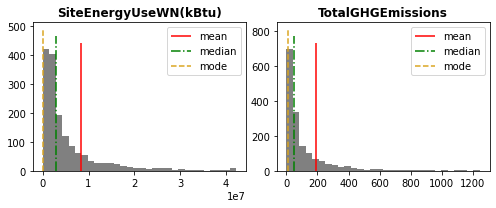 SiteEnergyUseWN(kBtu)
500
400
300
200
100
0
mean
median
mode
0
1
2
3
4
1e7
TotalGHGEmissions
800
600
400
200
0
mean
median
mode
0
200
400
600
800
1000
1200